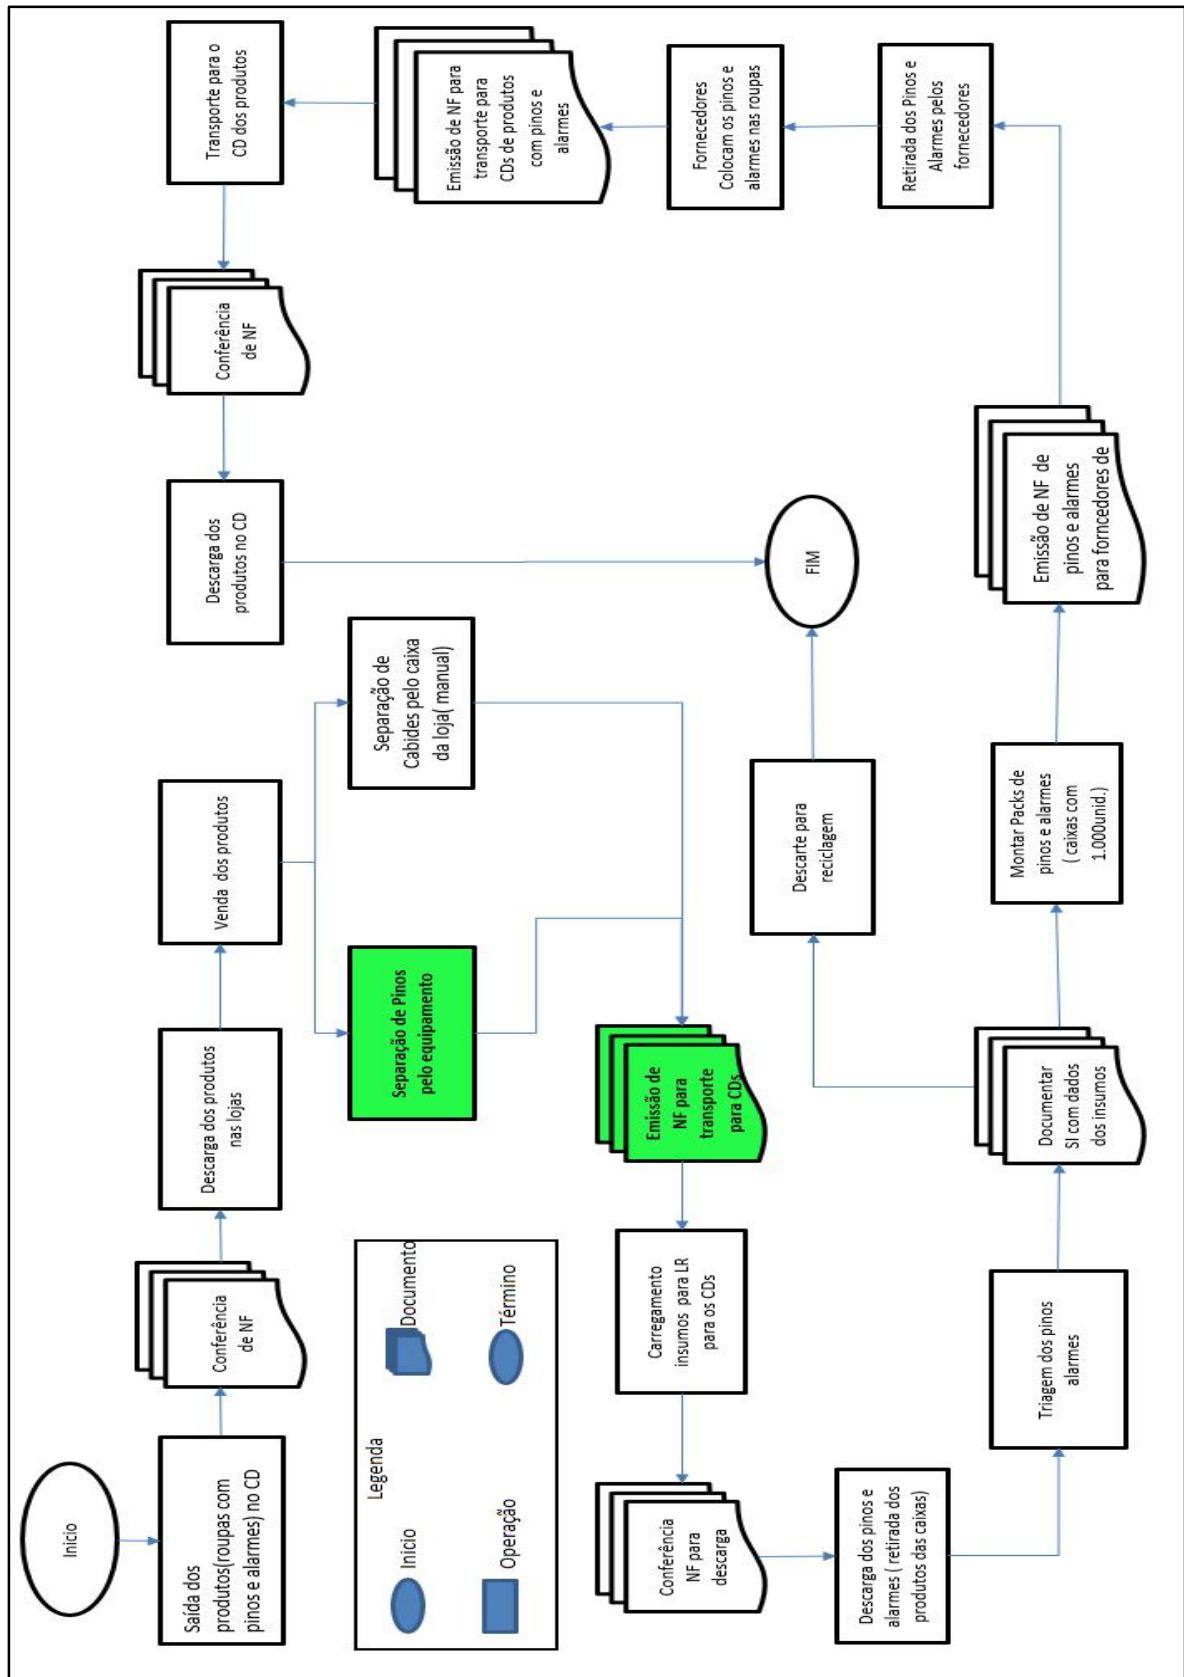 Inicio
Saída dos
produtos(roupas com
pinos e alarmes) no CD
Conferência
de NF
Descarga dos produtos
nas lojas
Venda  dos produtos
Separação de Pinos
pelo equipamento
Separação de
Cabides pelo caixa
da loja( manual)
Emissão de
NF para
transporte
para CDs
Carregamento
insumos  para LR
para os CDs
Conferência
NF para
descarga
Descarga dos pinos e
alarmes ( retirada dos
produtos das caixas)
Triagem dos pinos
alarmes
Documentar
SI com dados
dos insumos
Descarte para
reciclagem
FIM
Montar Packs de
pinos e alarmes
( caixas com
1.000unid.)
Emissão de NF de
pinos e alarmes
para forncedores de
Retirada dos Pinos e
Alarmes pelos
fornecedores
Fornecedores
Colocam os pinos e
alarmes nas roupas
Emissão de NF para
transporte para
CDs de produtos
com pinos e
alarmes
Transporte para o
CD dos produtos
Conferência
de NF
Descarga dos
produtos no CD
Legenda
Inicio
Documento
Operação
Término